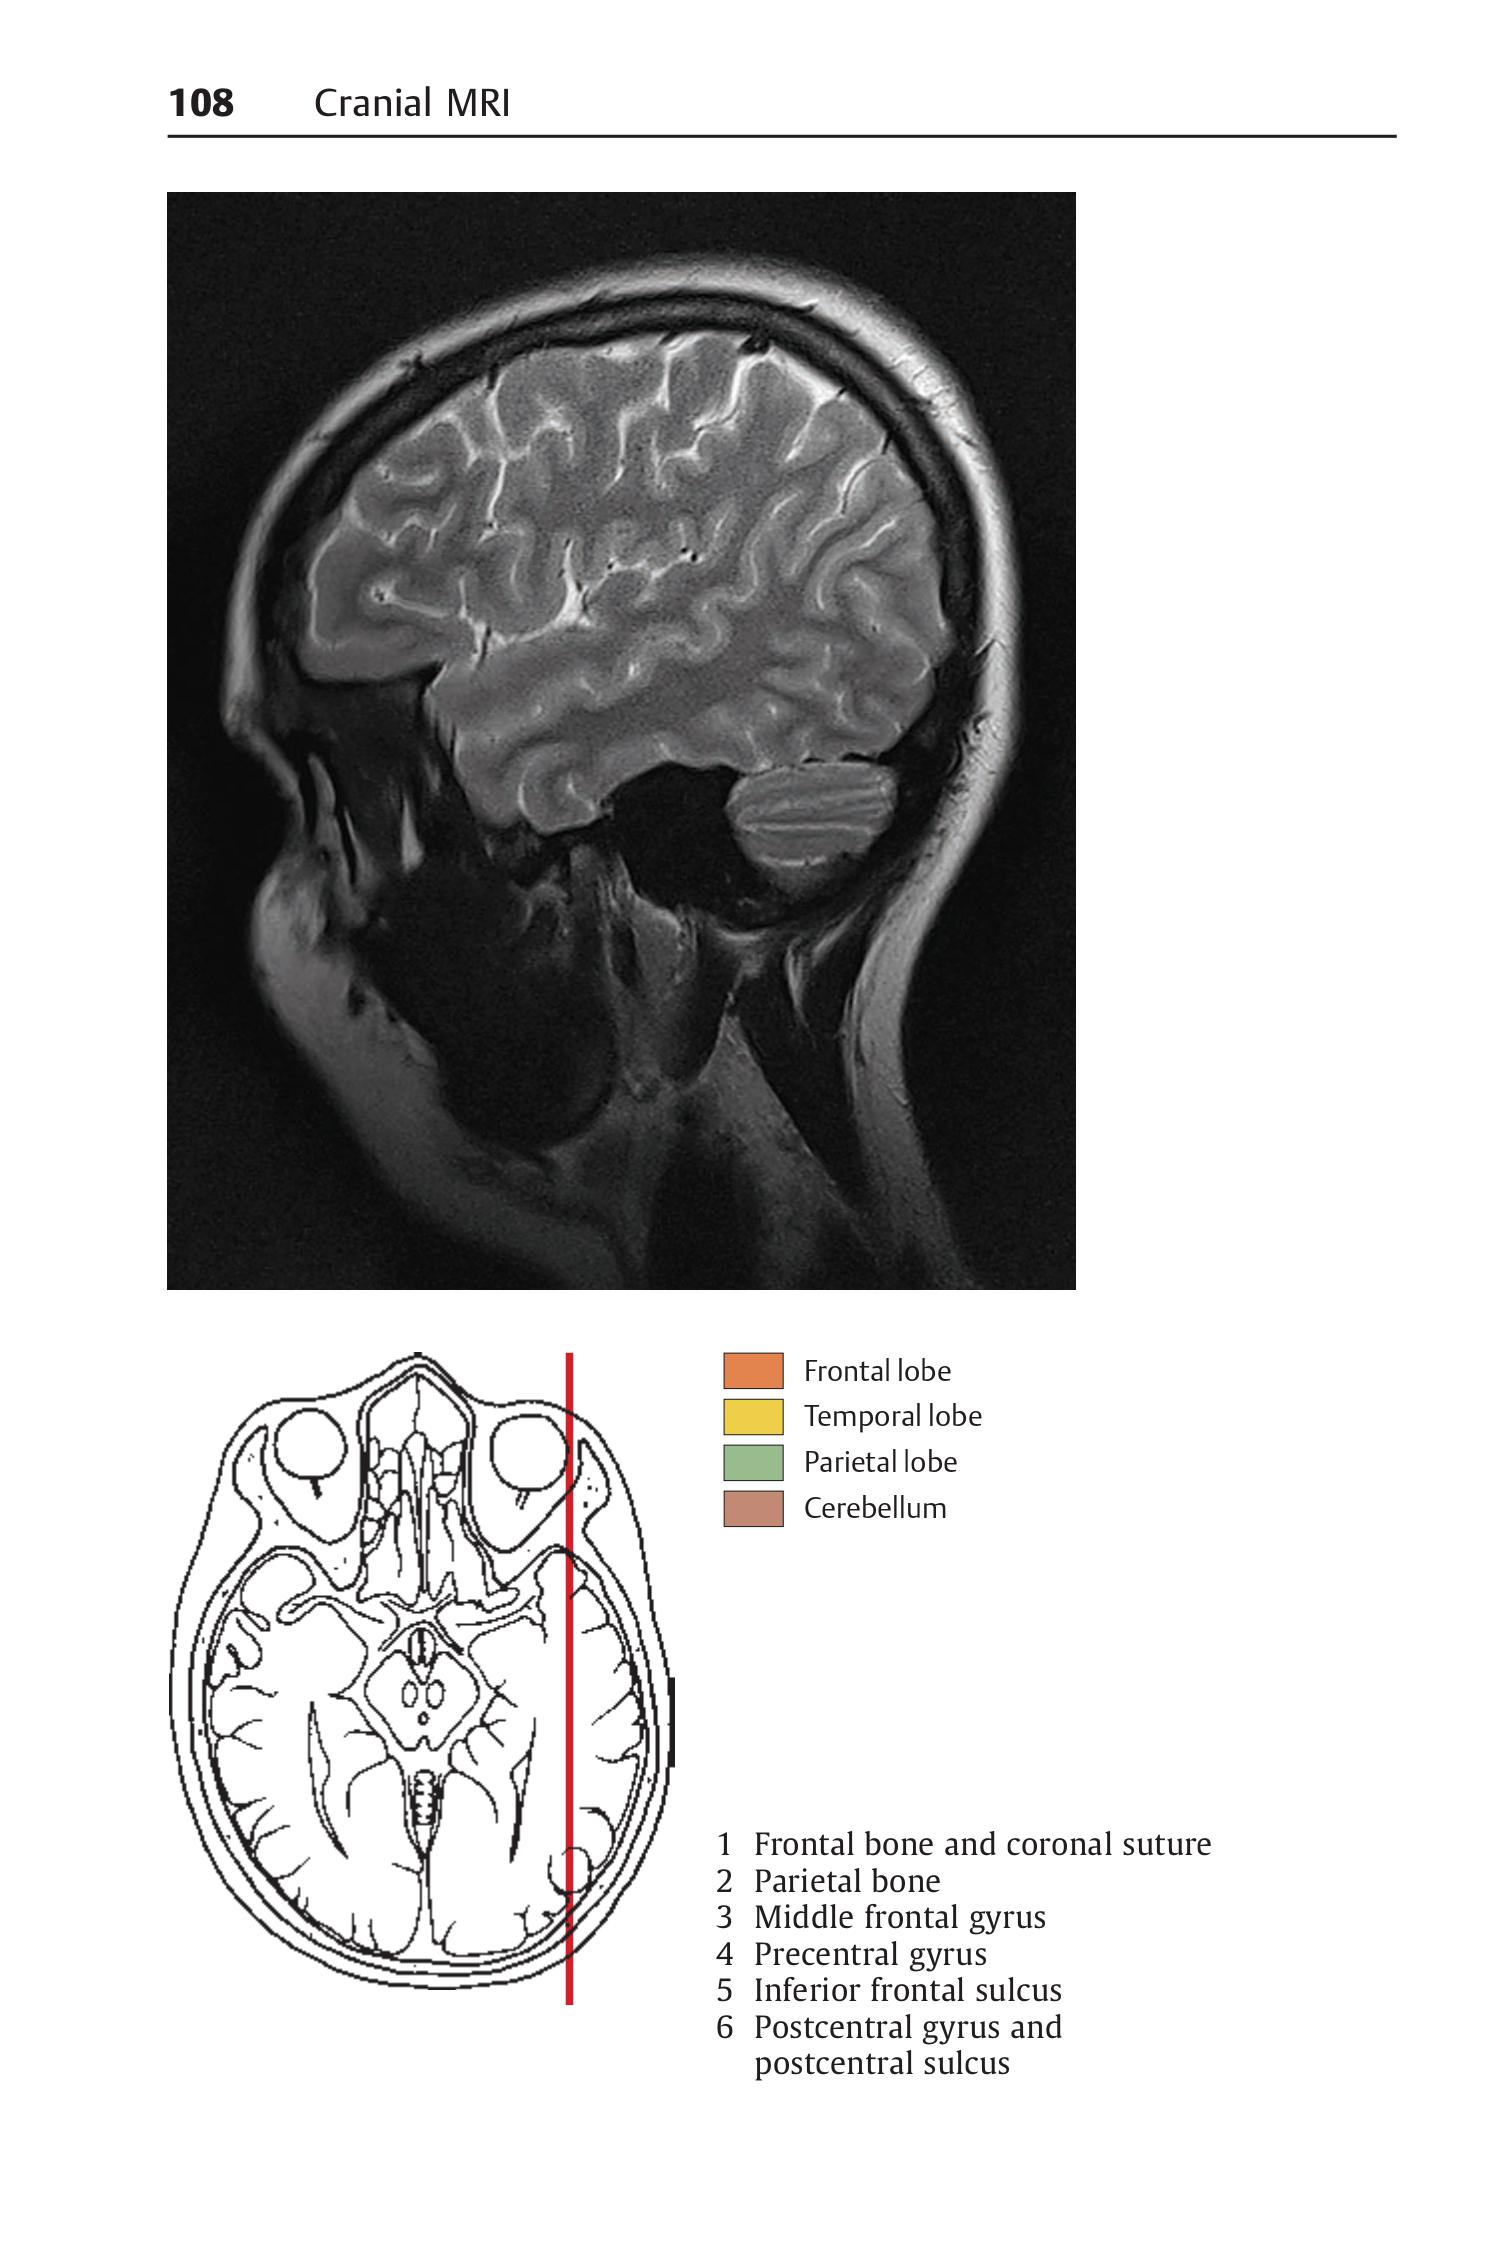 108 Cranial MRI
Frontal lobe
Temporal lobe
Parietal lobe
Cerebellum
1 Frontal bone and coronal suture
2 Parietal bone
3 Middle frontal gyrus
4 Precentral gyrus
5 Inferior frontal sulcus
6 Postcentral gyrus and
postcentral sulcus